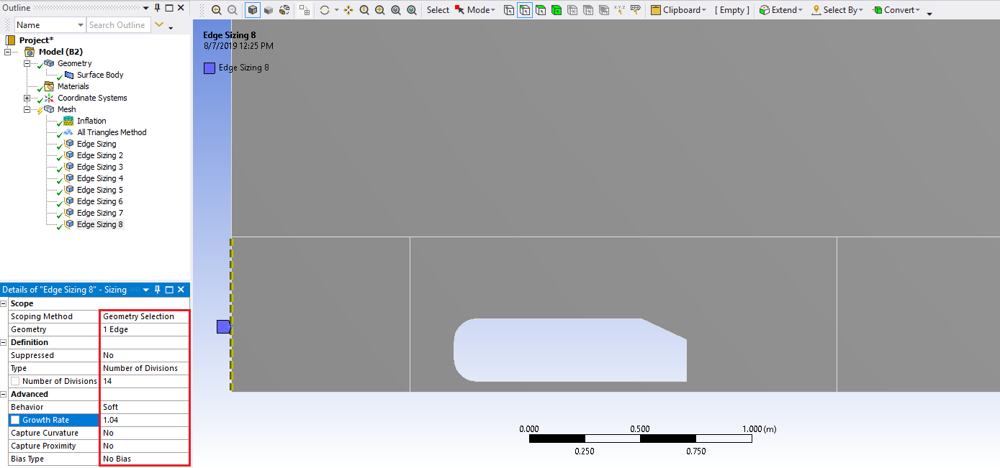 Outline
Name Search Outline
Project*
Model (B2)
Geometry
Surface Body
Materials
Coordinate Systems
Mesh
Inflation
All Triangles Method
Edge Sizing
Edge Sizing 2
Edge Sizing 3
Edge Sizing 4
Edge Sizing 5
Edge Sizing 6
Edge Sizing 7
Edge Sizing 8
Details of "Edge Sizing 8" - Sizing
Scope
Scoping Method Geometry Selection
Geometry 1 Edge
Definition
Suppressed No
Type Number of Divisions
Number of Divisions 14
Advanced
Behavior Soft
Growth Rate 1.04
Capture Curvature No
Capture Proximity No
Bias Type No Bias
Select Mode Clipboard [ Empty ] Extend Select By Convert
Edge Sizing 8
8/7/2019 12:25 PM
Edge Sizing 8
0.000 0.500 1.000 (m)
0.250 0.750